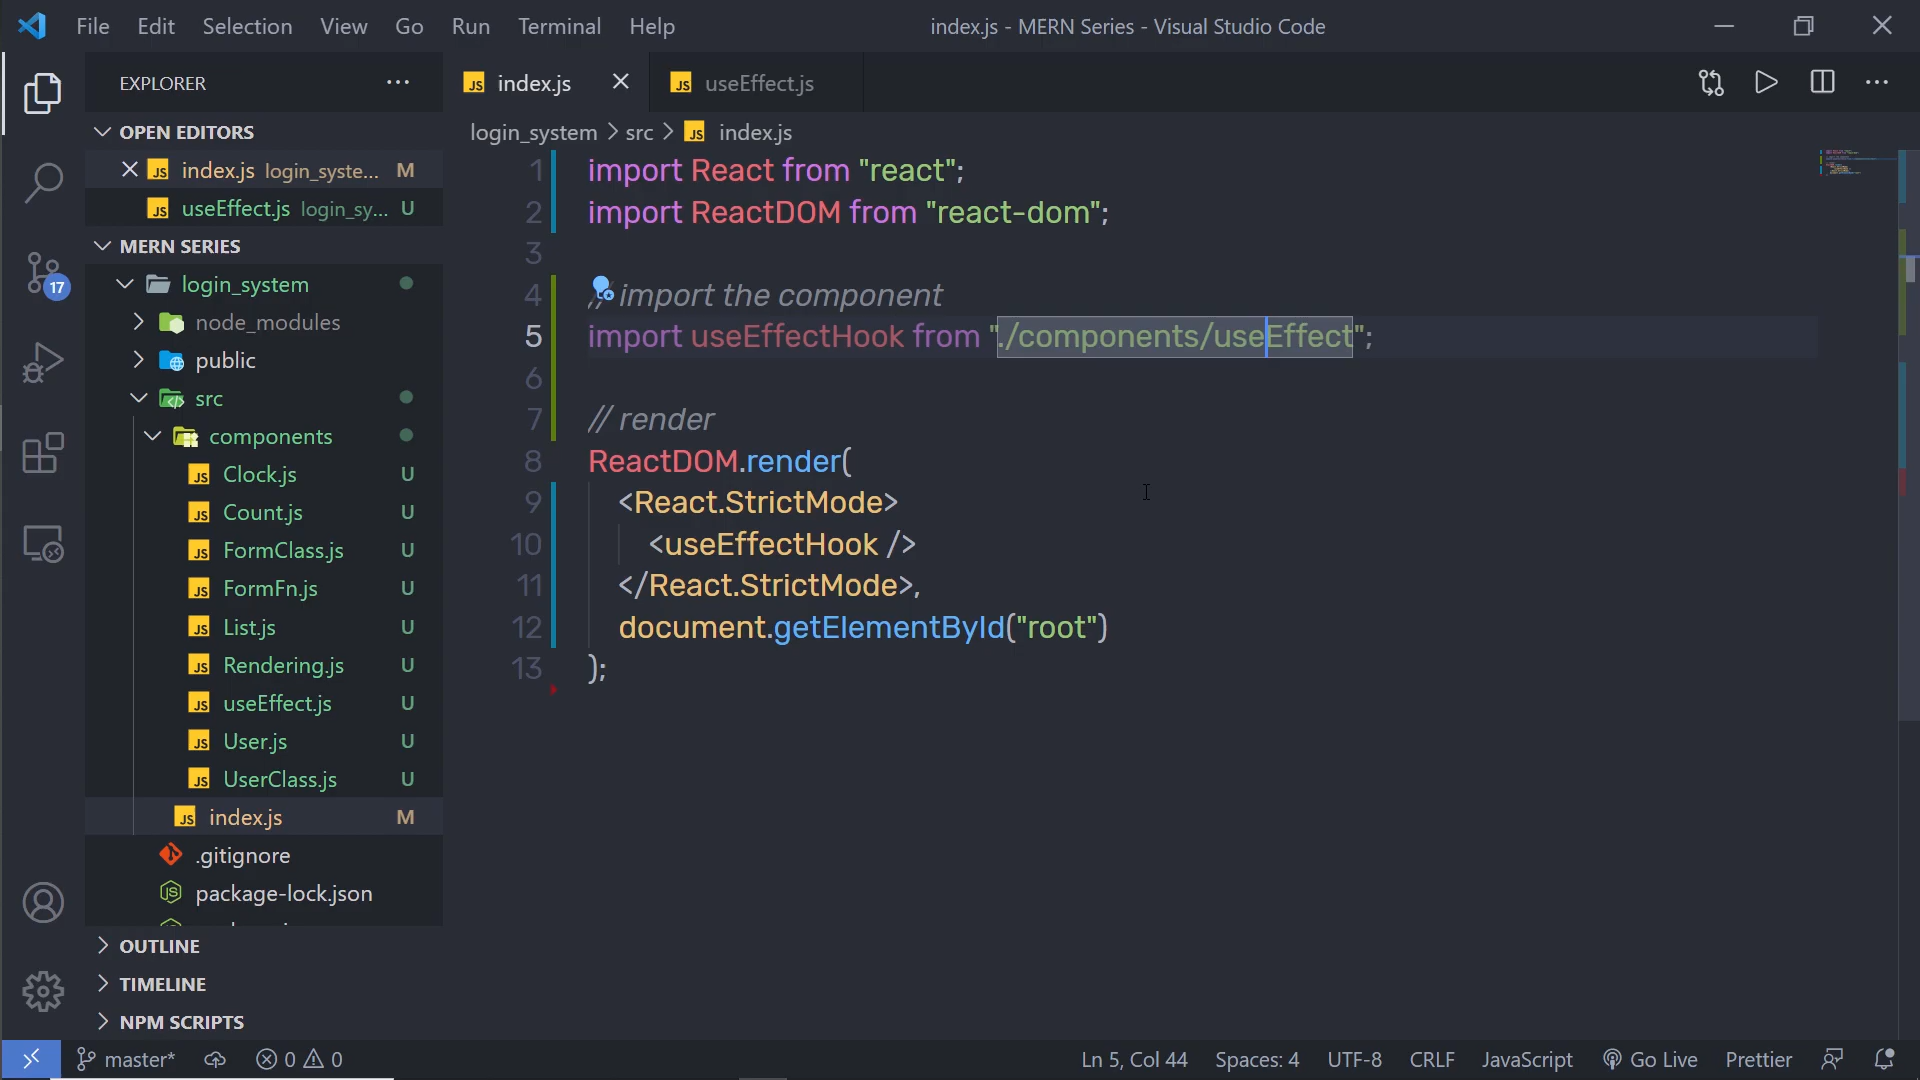 File Edit Selection View Go Run Terminal Help
index.js - MERN Series - Visual Studio Code
EXPLORER
index.js
useEffect.js
OPEN EDITORS
index.js login_syste... M
useEffect.js login_sy... U
MERN SERIES
login_system
node_modules
public
src
components
Clock.js U
Count.js U
FormClass.js U
FormFn.js U
List.js U
Rendering.js U
useEffect.js U
User.js U
UserClass.js U
index.js M
.gitignore
package-lock.json
OUTLINE
TIMELINE
NPM SCRIPTS
17
login_system > src > JS index.js
1 import React from "react";
2 import ReactDOM from "react-dom";
3
4 // import the component
5 import useEffectHook from "./components/useEffect";
6
7 // render
8 ReactDOM.render(
9 <React.StrictMode>
10 <useEffectHook />
11 </React.StrictMode>,
12 document.getElementById("root")
13 );
master* 0 0
Ln 5, Col 44 Spaces: 4 UTF-8 CRLF JavaScript Go Live Prettier